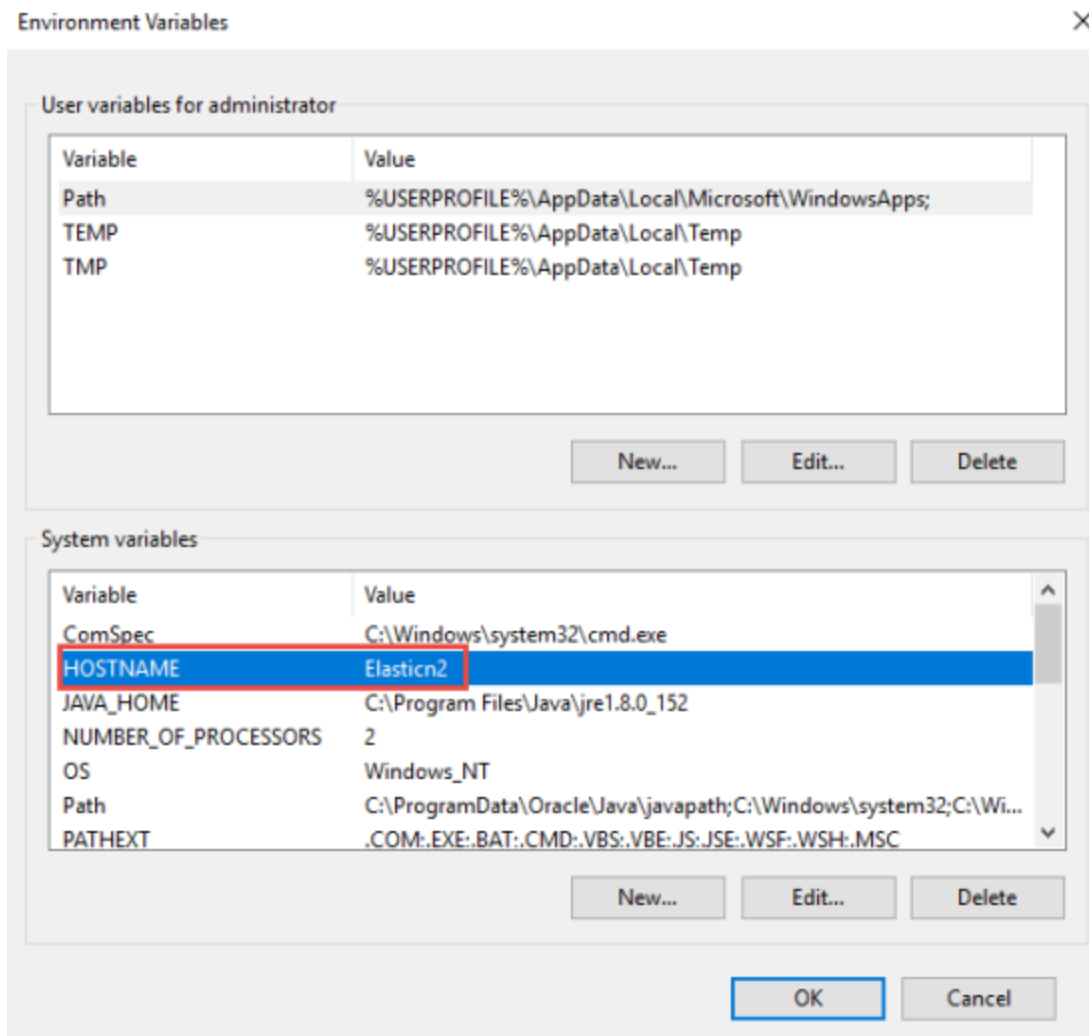 Environment Variables
User variables for administrator
Variable Value
Path %USERPROFILE%\AppData\Local\Microsoft\WindowsApps;
TEMP %USERPROFILE%\AppData\Local\Temp
TMP %USERPROFILE%\AppData\Local\Temp
New... Edit... Delete
System variables
Variable Value
ComSpec C:\Windows\system32\cmd.exe
HOSTNAME Elasticn2
JAVA_HOME C:\Program Files\Java\jre1.8.0_152
NUMBER_OF_PROCESSORS 2
OS Windows_NT
Path C:\ProgramData\Oracle\Java\javapath;C:\Windows\system32;C:\Wi...
PATHEXT .COM;.EXE;.BAT;.CMD;.VBS;.VBE;.JS;.JSE;.WSF;.WSH;.MSC
New... Edit... Delete
OK Cancel